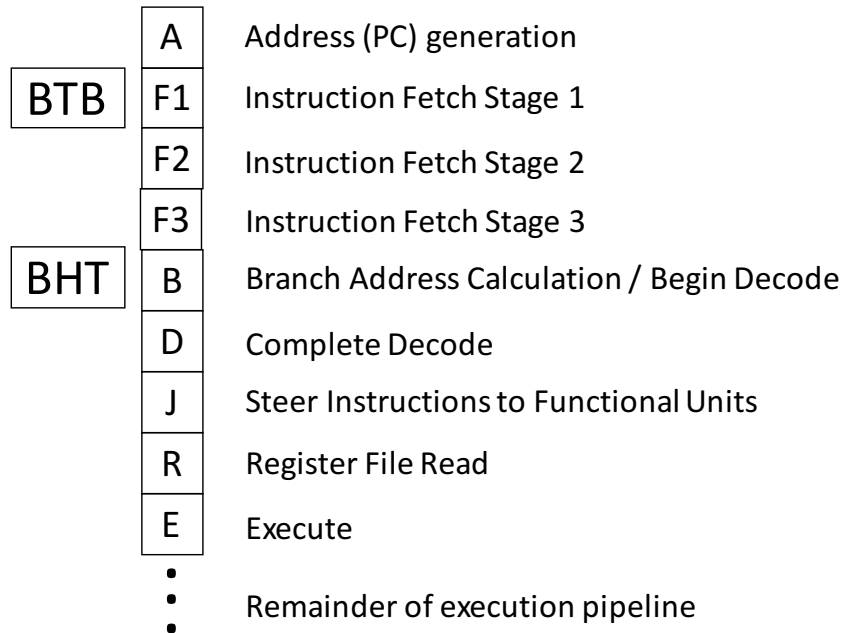 A Address (PC) generation
BTB F1 Instruction Fetch Stage 1
F2 Instruction Fetch Stage 2
F3 Instruction Fetch Stage 3
BHT B Branch Address Calculation / Begin Decode
D Complete Decode
J Steer Instructions to Functional Units
R Register File Read
E Execute
Remainder of execution pipeline